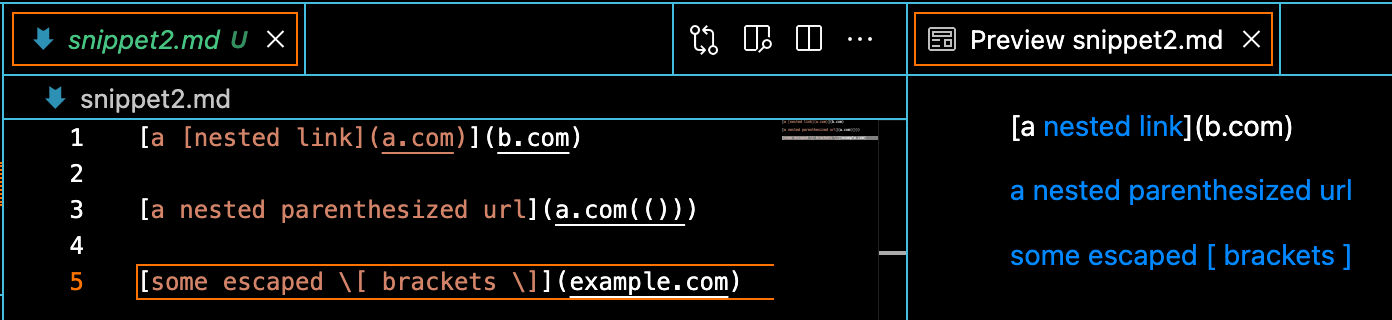 snippet2.md U
Preview snippet2.md
snippet2.md
1 [a [nested link](a.com)](b.com)
2
3 [a nested parenthesized url](a.com(()))
4
5 [some escaped \[ brackets \]](example.com)
[a nested link](b.com)
a nested parenthesized url
some escaped [ brackets ]